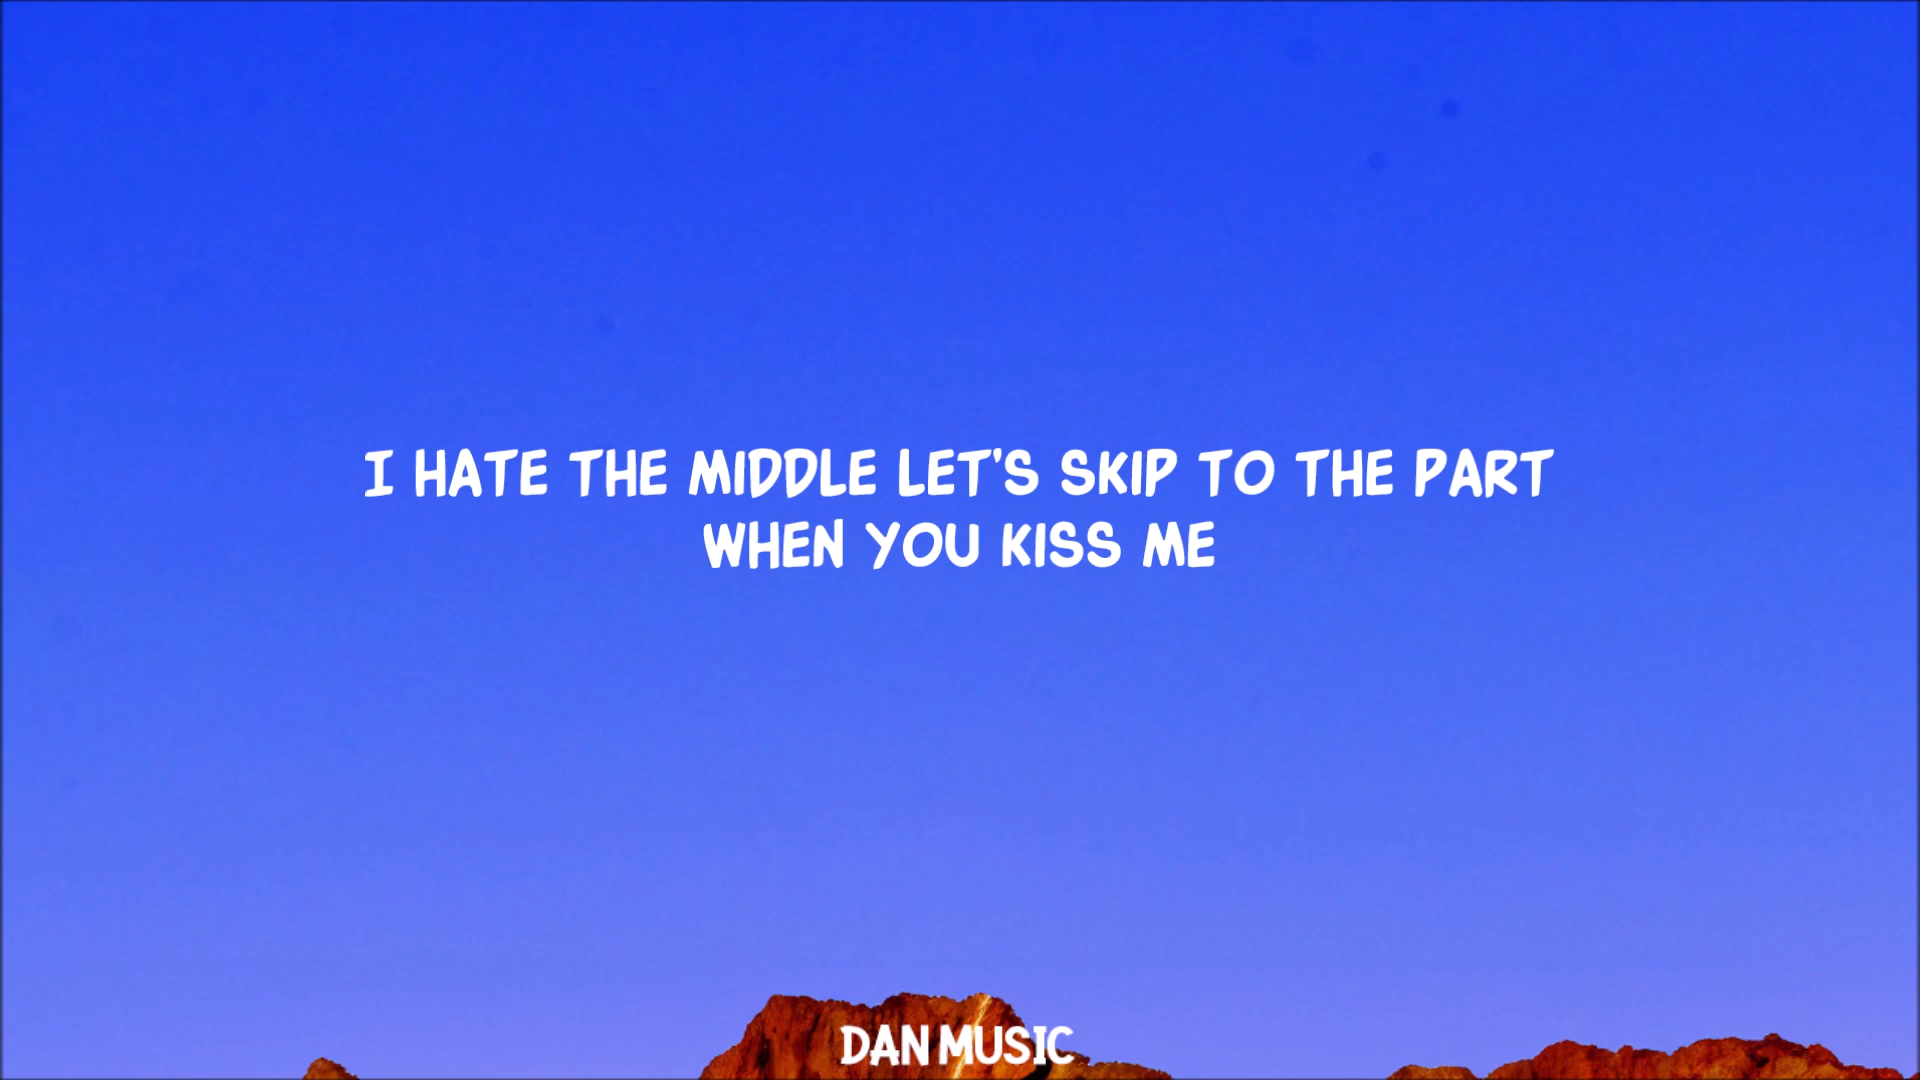 I HATE THE MIDDLE LET'S SKIP TO THE PART
WHEN YOU KISS ME
DAN MUSIC